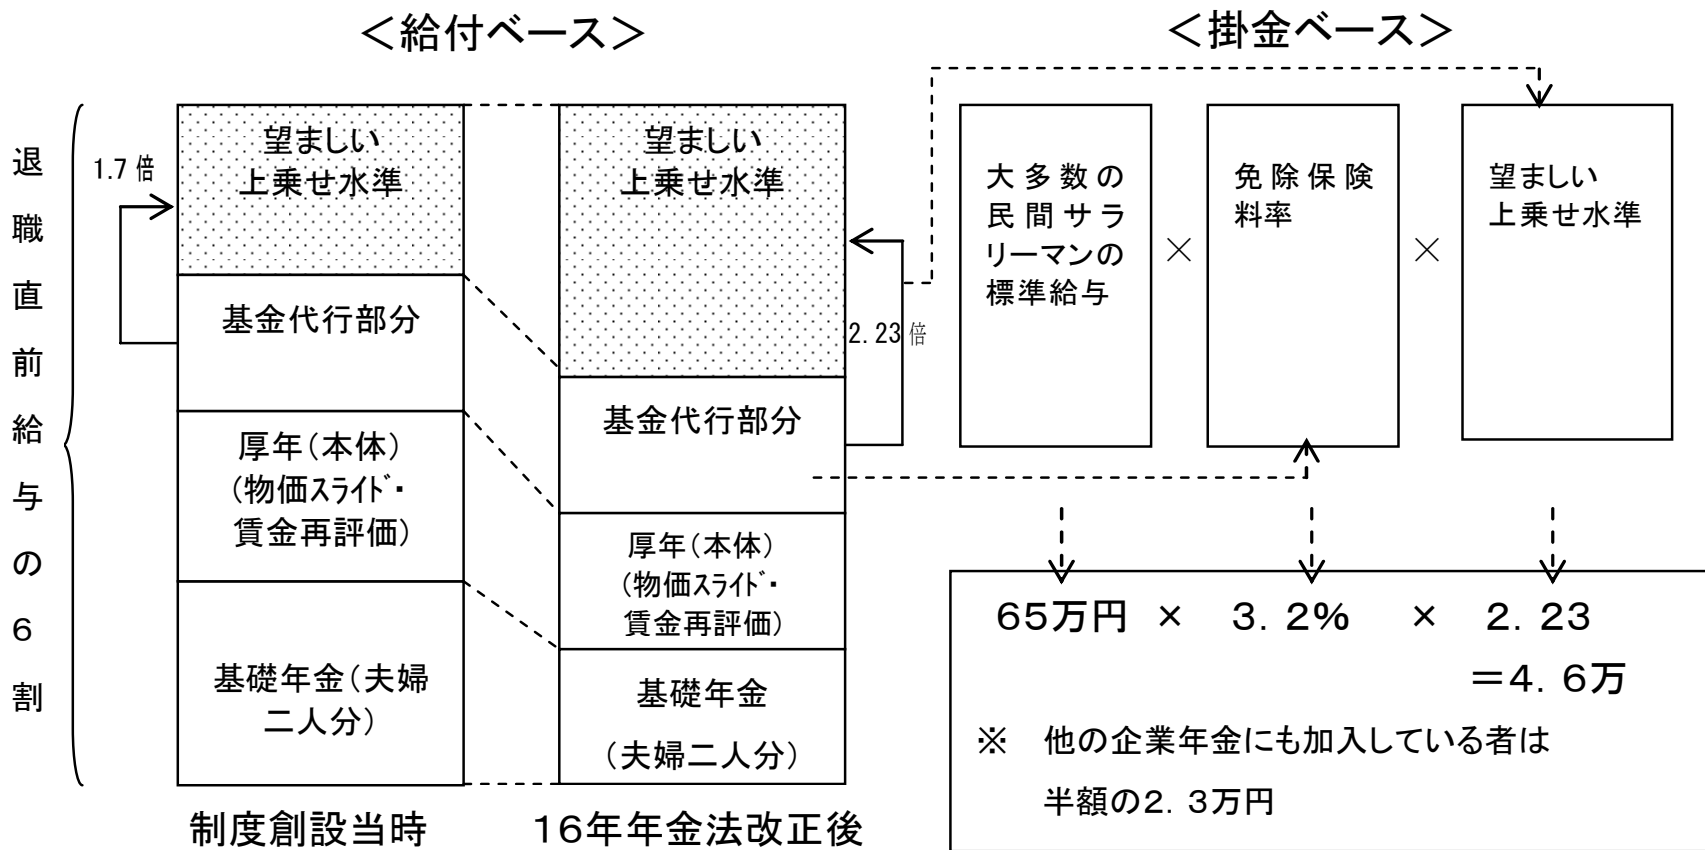 ＜給付ベース＞
＜掛金ベース＞
退職直前給与の６割
1.7 倍
望ましい
上乗せ水準
基金代行部分
厚年（本体）
（物価ｽﾗｲﾄﾞ・
賃金再評価）
基礎年金（夫婦
二人分）
制度創設当時
望ましい
上乗せ水準
2.23 倍
基金代行部分
厚年（本体）
（物価ｽﾗｲﾄﾞ・
賃金再評価）
基礎年金
（夫婦二人分）
１６年年金法改正後
大多数の
民間サラ
リーマンの
標準給与
×
免除保険
料率
×
望ましい
上乗せ水準
６５万円 × ３．２％ × ２．２３
＝４．６万
※ 他の企業年金にも加入している者は
半額の２．３万円